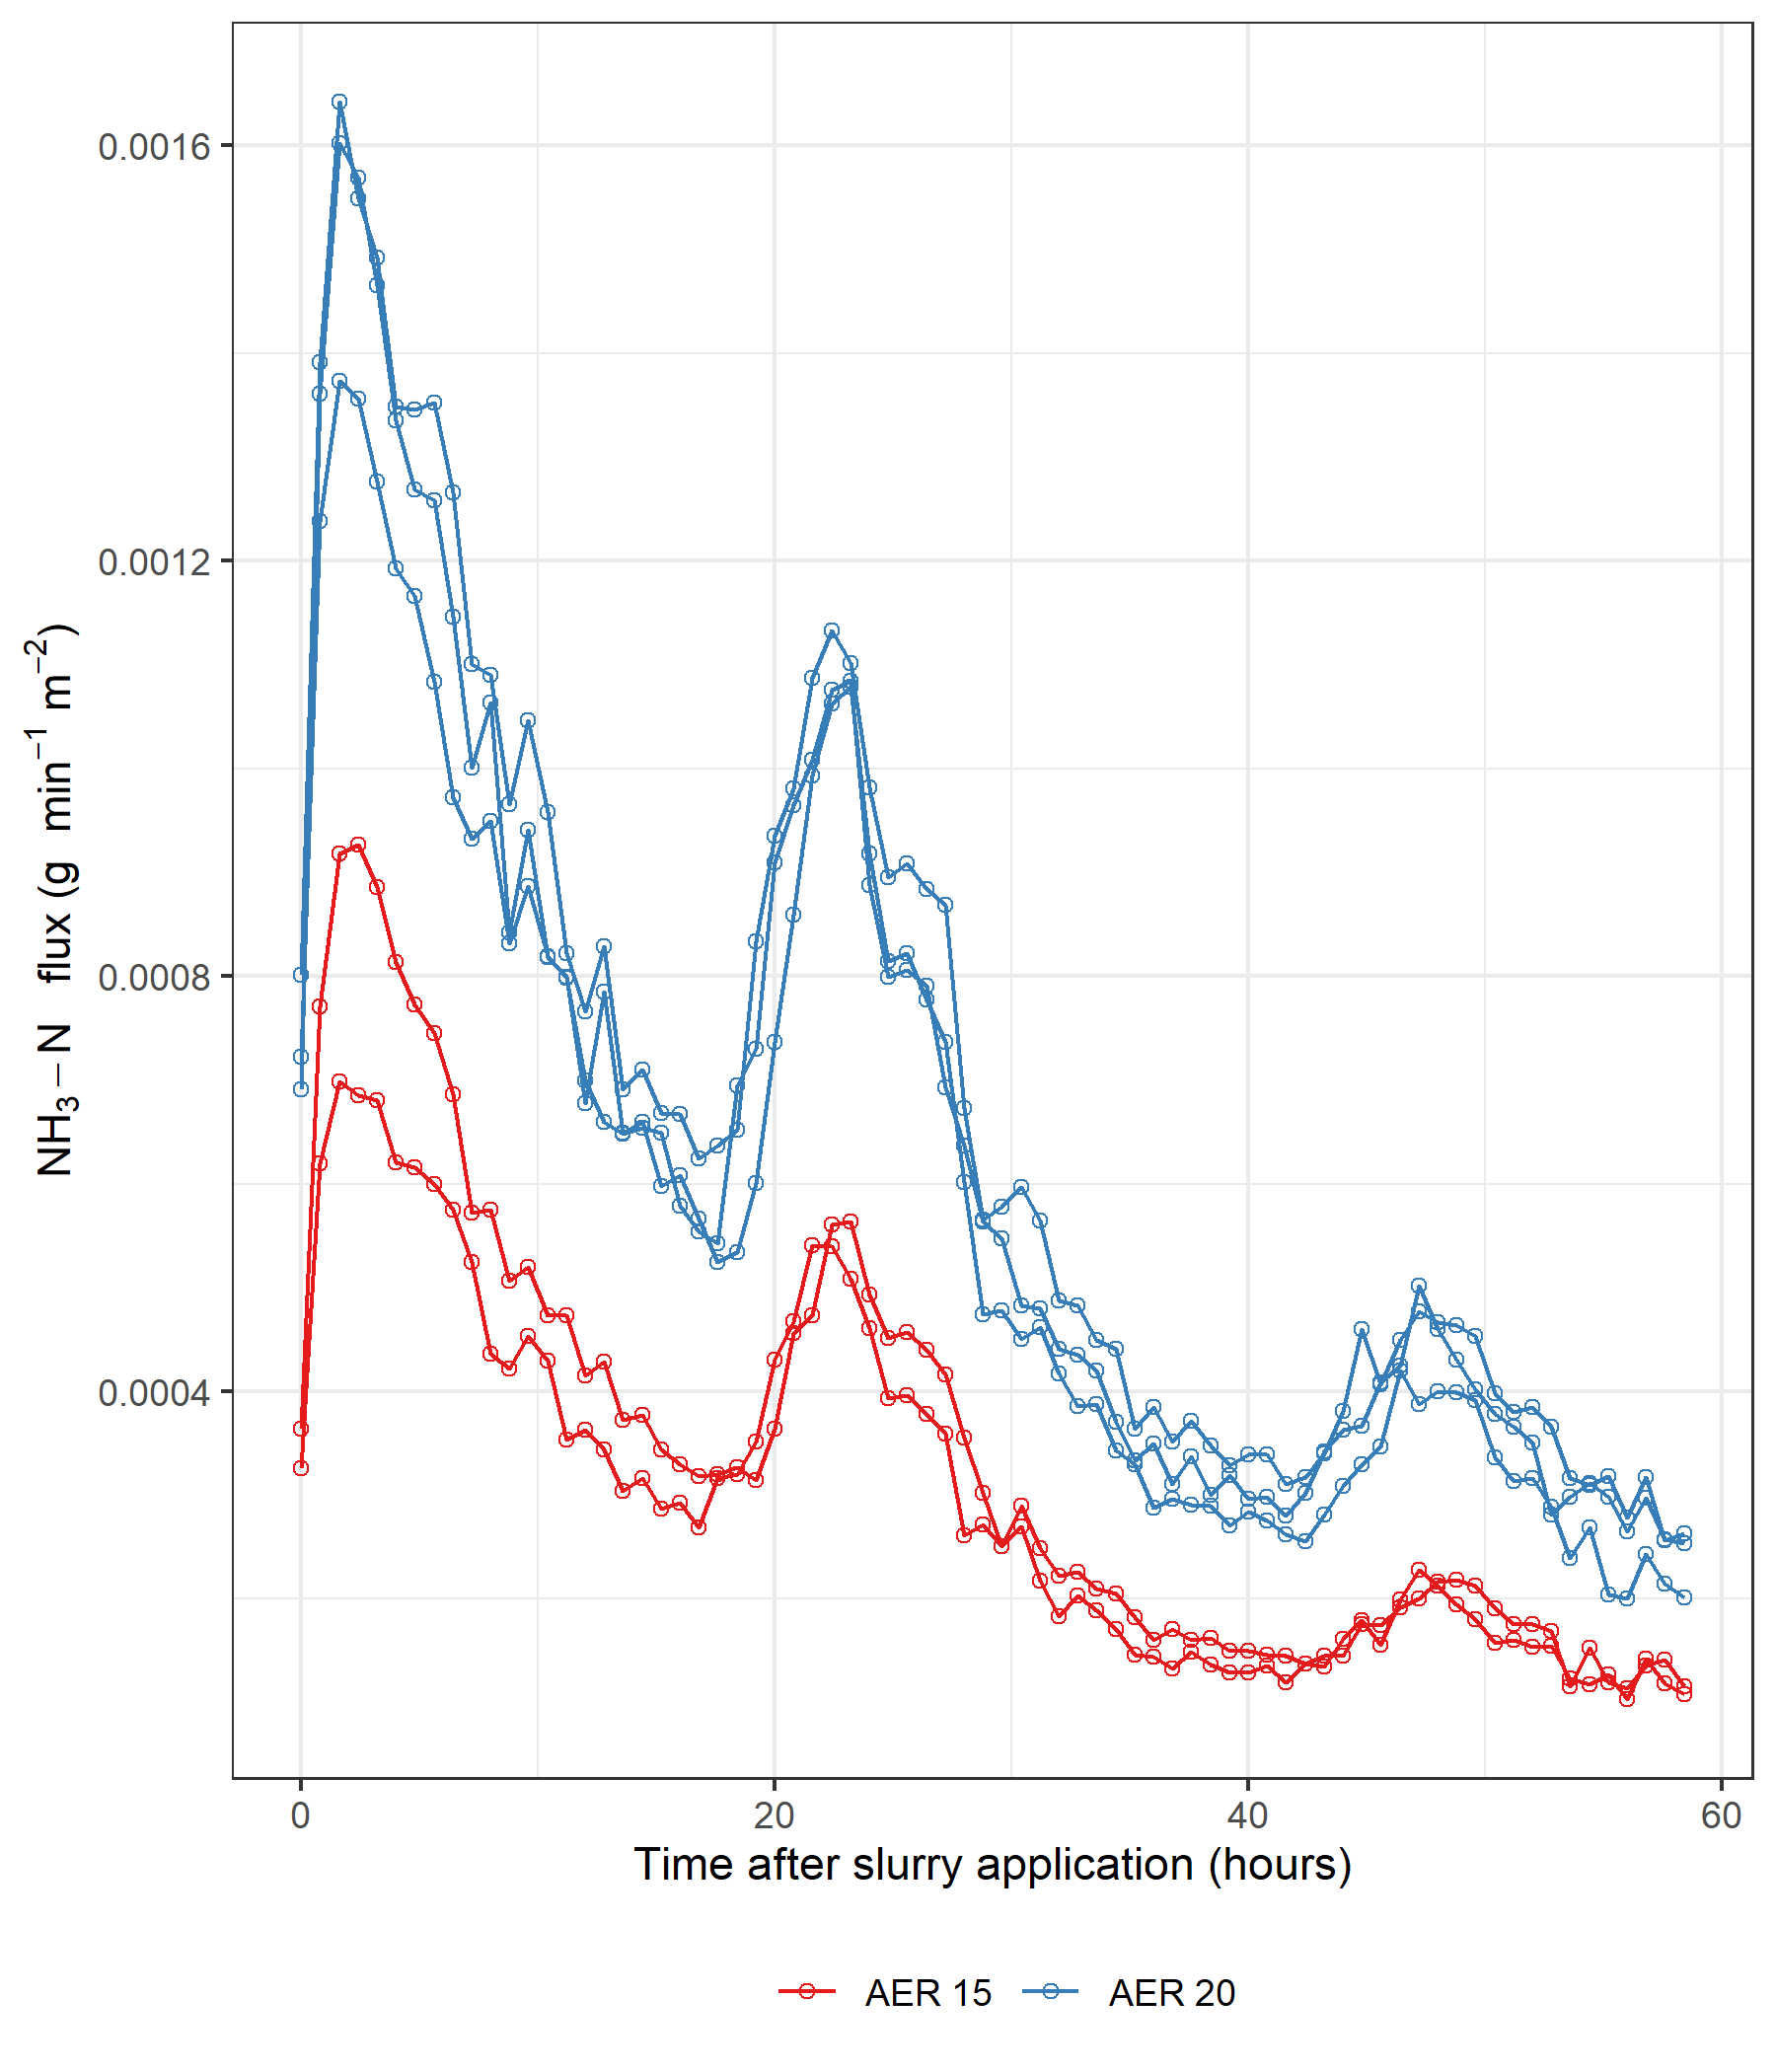 0.0016
0.0012
0.0008
0.0004
NH₃−N flux (g min⁻¹ m⁻²)
0 20 40 60
Time after slurry application (hours)
AER 15 AER 20